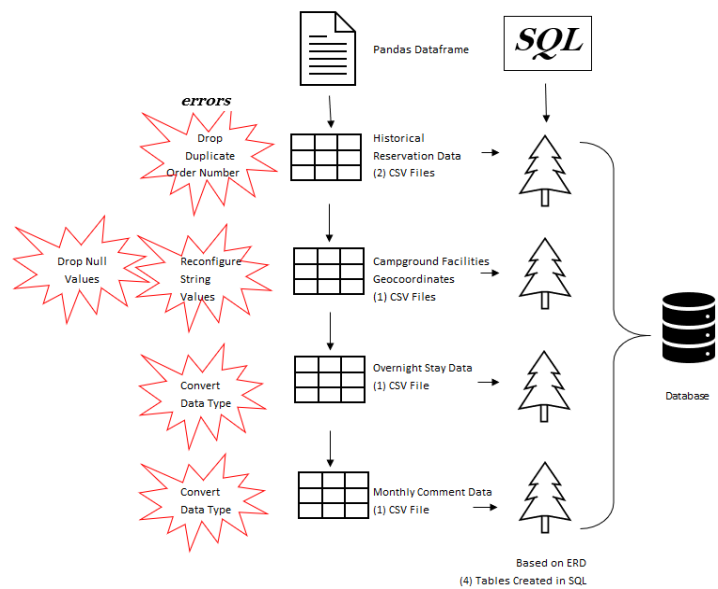 Pandas Dataframe
SQL
errors
Drop
Duplicate
Order Number
Historical
Reservation Data
(2) CSV Files
Drop Null
Values
Reconfigure
String
Values
Campground Facilities
Geocoordinates
(1) CSV Files
Convert
Data Type
Overnight Stay Data
(1) CSV File
Database
Convert
Data Type
Monthly Comment Data
(1) CSV File
Based on ERD
(4) Tables Created in SQL